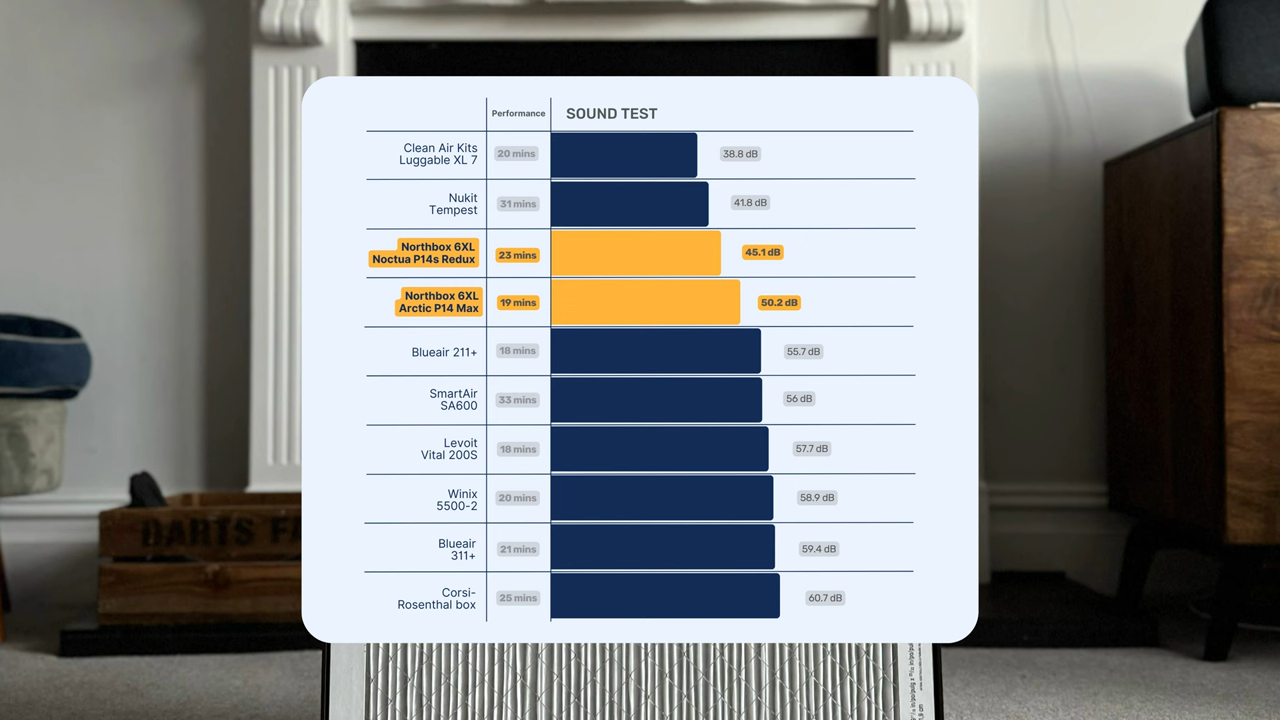 Performance
SOUND TEST
Clean Air Kits
Luggable XL 7
20 mins
38.8 dB
Nukit
Tempest
31 mins
41.8 dB
Northbox 6XL
Noctua P14s Redux
23 mins
45.1 dB
Northbox 6XL
Arctic P14 Max
19 mins
50.2 dB
Blueair 211+
18 mins
55.7 dB
SmartAir
SA600
33 mins
56 dB
Levoit
Vital 200S
18 mins
57.7 dB
Winix
5500-2
20 mins
58.9 dB
Blueair
311+
21 mins
59.4 dB
Corsi-
Rosenthal box
25 mins
60.7 dB
DARTS